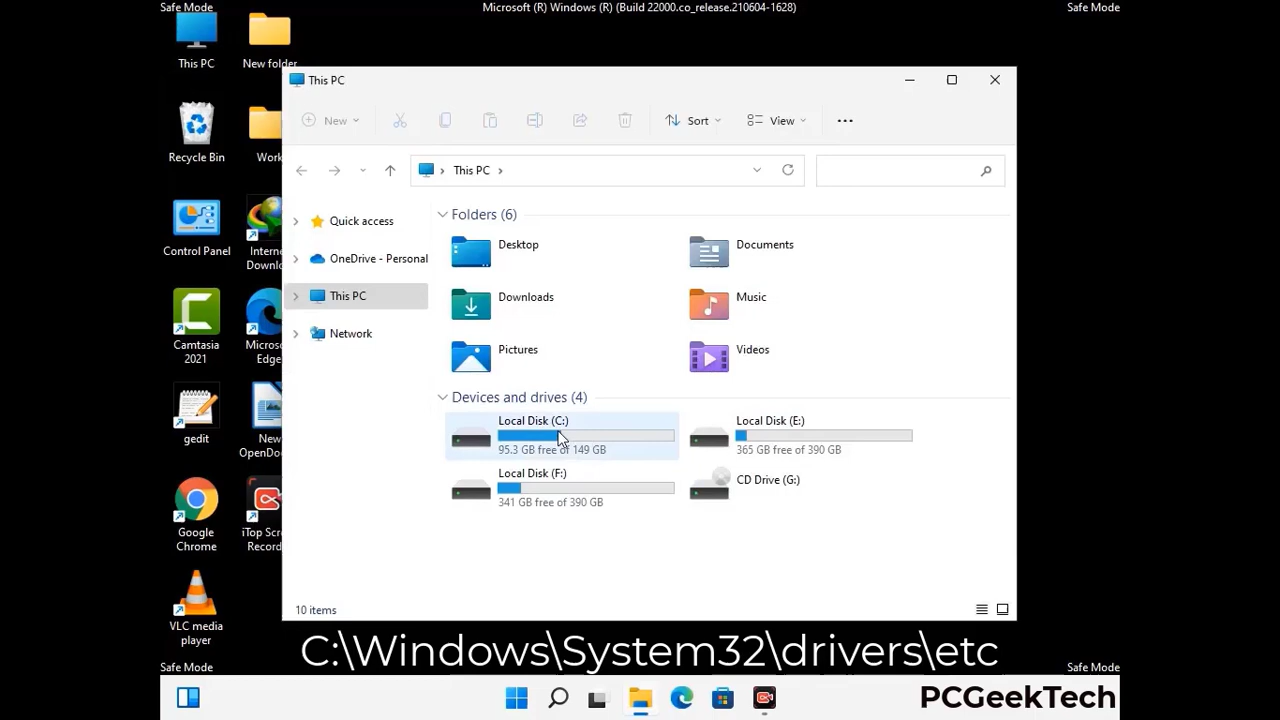 Safe Mode
Microsoft (R) Windows (R) (Build 22000.co_release.210604-1628)
Safe Mode
This PC
New folder
Recycle Bin
Work
Control Panel
Interne
Downlo
Camtasia
2021
Micros
Edge
gedit
New
OpenDo
Google
Chrome
iTop Scr
Record
VLC media
player
This PC
New
Sort
View
This PC
Quick access
OneDrive - Personal
This PC
Network
Folders (6)
Desktop
Documents
Downloads
Music
Pictures
Videos
Devices and drives (4)
Local Disk (C:)
95.3 GB free of 149 GB
Local Disk (E:)
365 GB free of 390 GB
Local Disk (F:)
341 GB free of 390 GB
CD Drive (G:)
10 items
C:\Windows\System32\drivers\etc
Safe Mode
Safe Mode
PCGeekTech